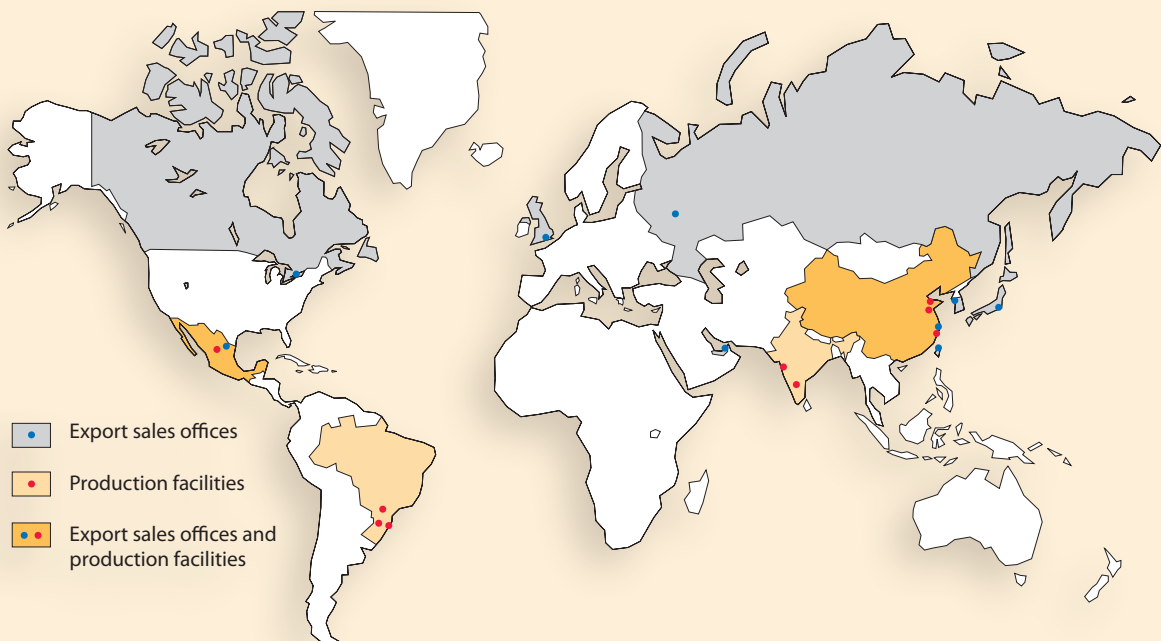 Export sales offices
Production facilities
Export sales offices and
production facilities